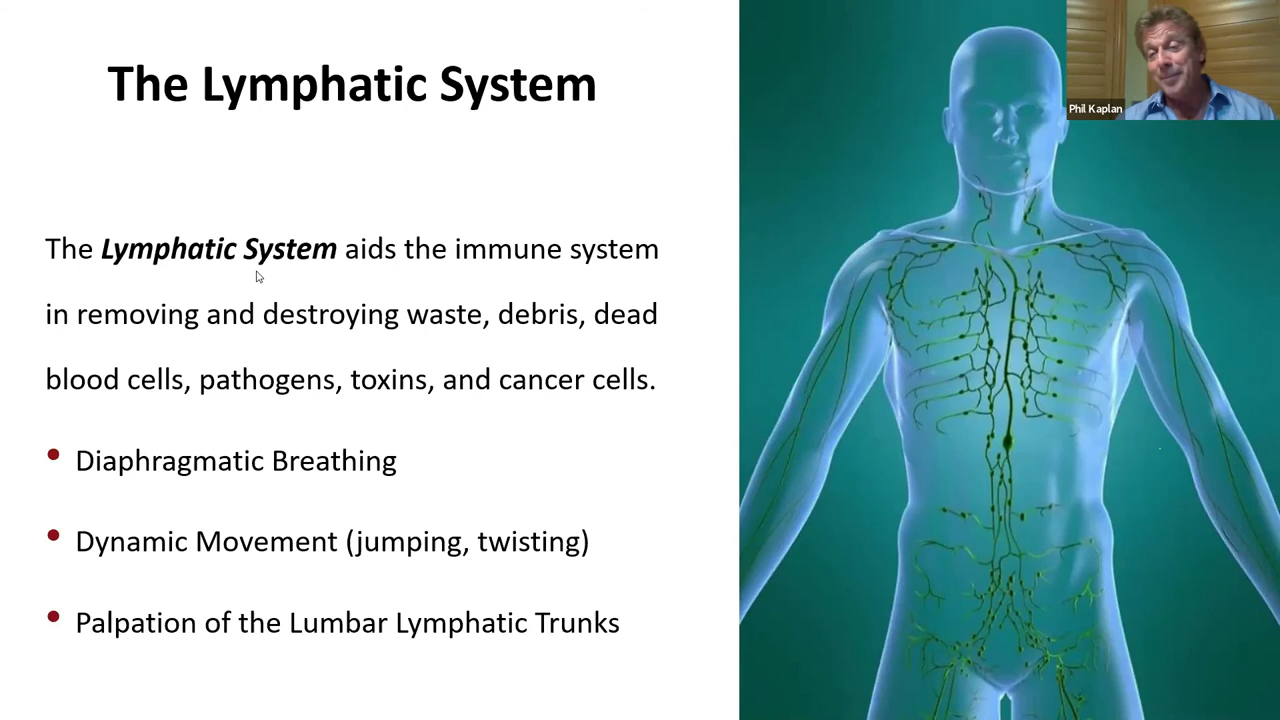 The Lymphatic System
Phil Kaplan
The Lymphatic System aids the immune system
in removing and destroying waste, debris, dead
blood cells, pathogens, toxins, and cancer cells.
• Diaphragmatic Breathing
• Dynamic Movement (jumping, twisting)
• Palpation of the Lumbar Lymphatic Trunks